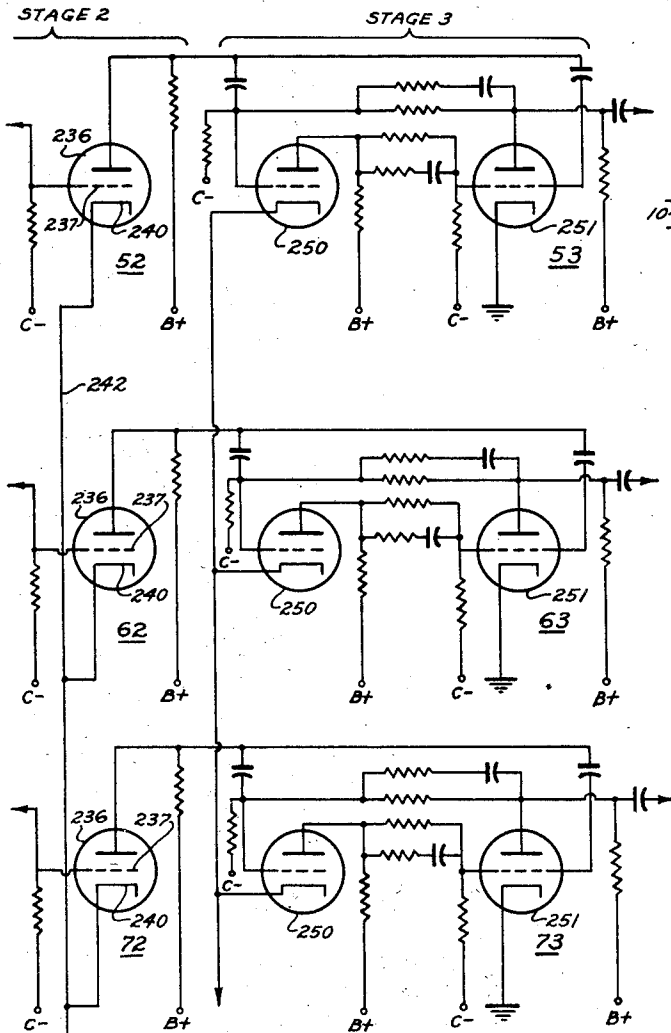 STAGE 2
STAGE 3
236
237
240
52
C-
B+
C-
250
251
53
B+
C-
B+
10
242
236
237
240
62
C-
B+
C-
250
251
63
B+
C-
B+
236
237
240
72
C-
B+
C-
250
251
73
B+
C-
B+